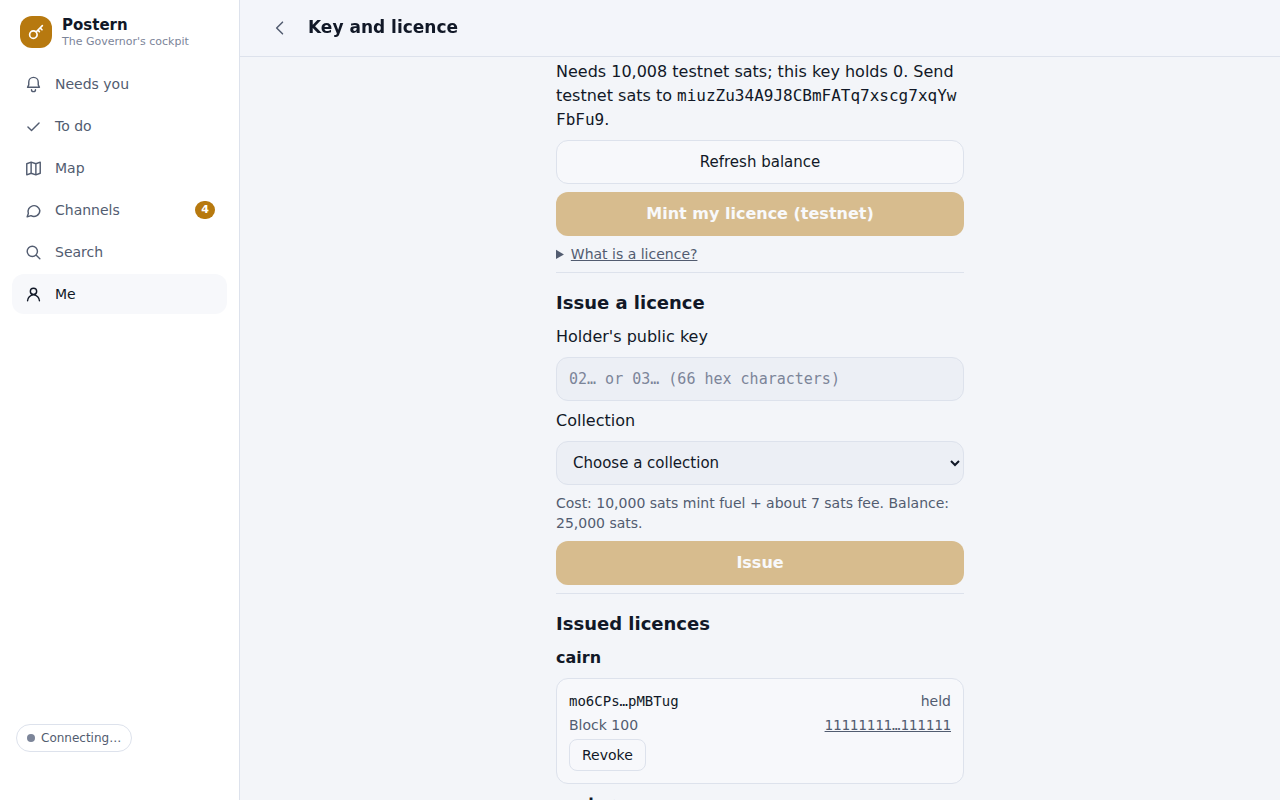 Postern
The Governor's cockpit
Needs you
To do
Map
Channels
4
Search
Me
Connecting…
Key and licence
Needs 10,008 testnet sats; this key holds 0. Send
testnet sats to miuzZu34A9J8CBmFATq7xscg7xqYw
FbFu9.
Refresh balance
Mint my licence (testnet)
What is a licence?
Issue a licence
Holder's public key
02… or 03… (66 hex characters)
Collection
Choose a collection
Cost: 10,000 sats mint fuel + about 7 sats fee. Balance:
25,000 sats.
Issue
Issued licences
cairn
mo6CPs…pMBTug
held
Block 100
11111111…111111
Revoke